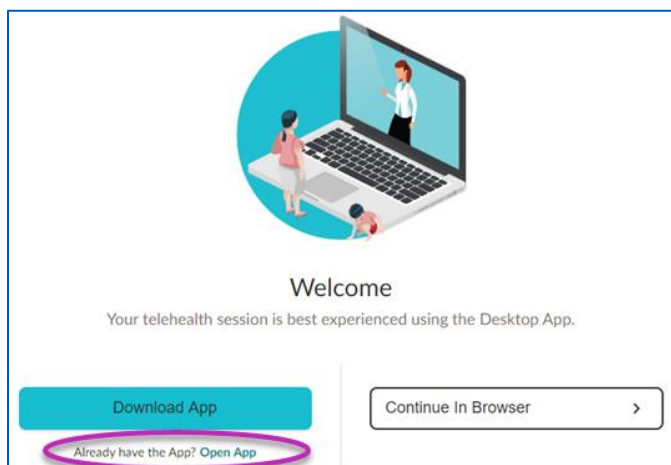 Welcome
Your telehealth session is best experienced using the Desktop App.
Download App
Already have the App? Open App
Continue In Browser